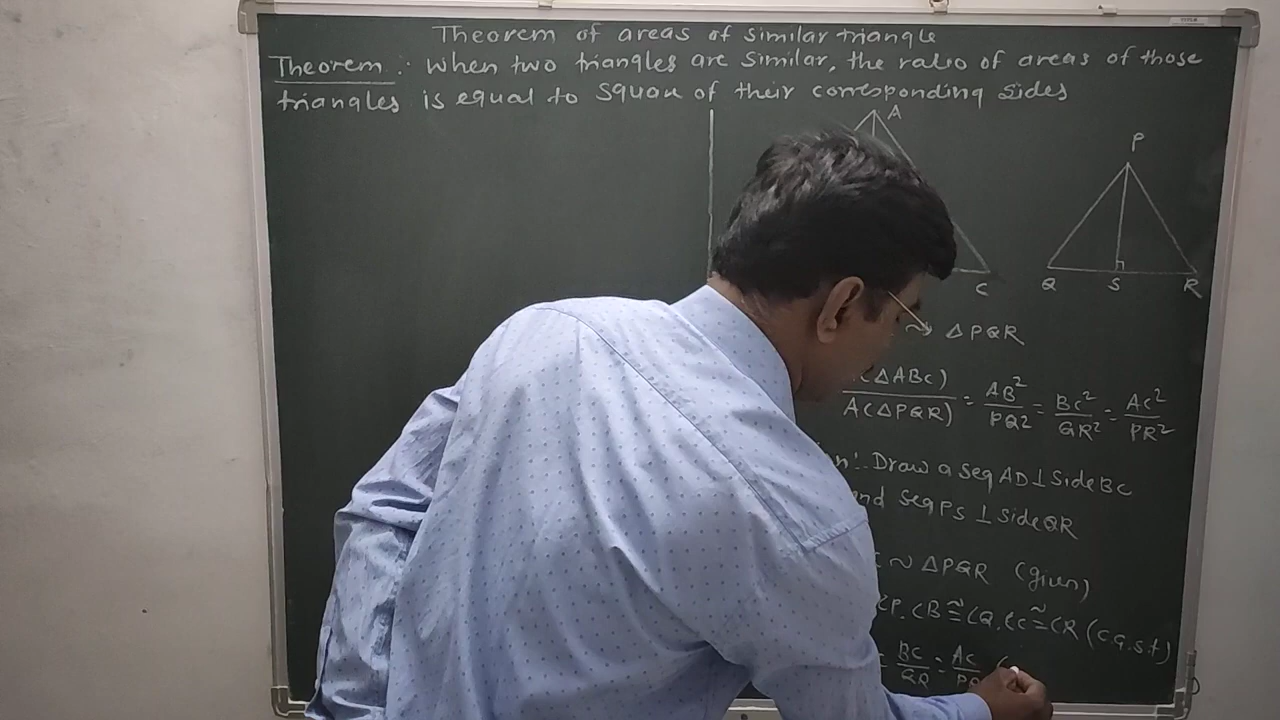 Theorem of areas of similar triangle
Theorem :- When two triangles are similar, the ratio of areas of those
triangles is equal to square of their corresponding sides
A
P
C
Q S R
~ ΔPQR
(ΔABC) / A(ΔPQR) = AB² / PQ² = BC² / QR² = AC² / PR²
Draw a seg AD ⊥ side BC
and seg PS ⊥ side QR
~ ΔPQR (given)
∠P, ∠B ≅ ∠Q, ∠C ≅ ∠R (C.A.S.T)
= BC / QR = AC